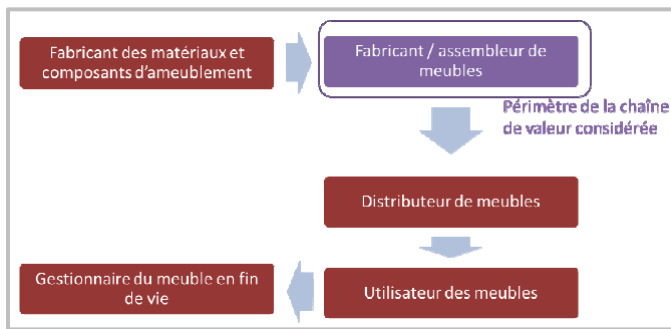 Fabricant des matériaux et
composants d'ameublement
Fabricant / assembleur de
meubles
Périmètre de la chaîne
de valeur considérée
Distributeur de meubles
Gestionnaire du meuble en fin
de vie
Utilisateur des meubles